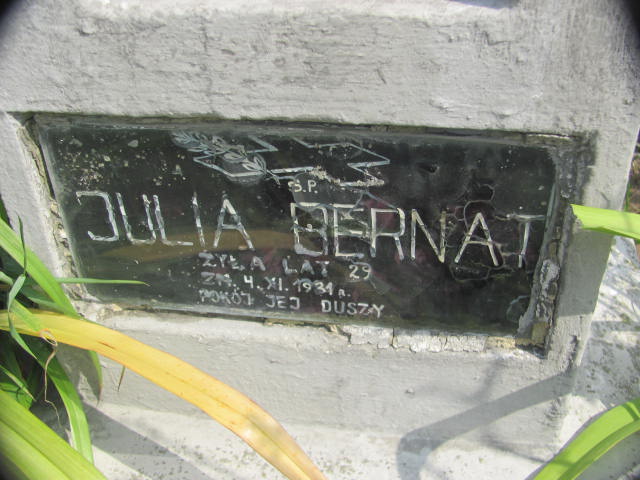 Ś.P.
JULIA BERNAT
ŻYŁA LAT 29
ZM. 4.XI.1931 R.
POKÓJ JEJ DUSZY